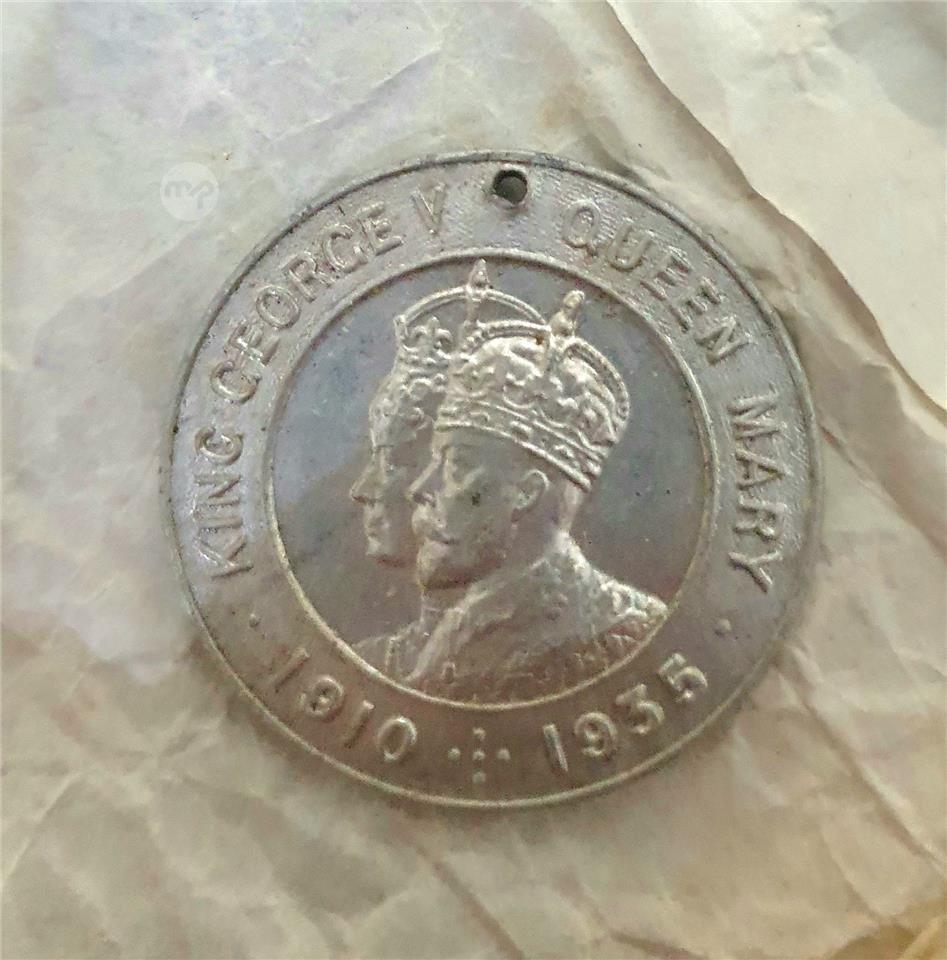 KING GEORGE V · QUEEN MARY
· 1910 1935 ·
mp